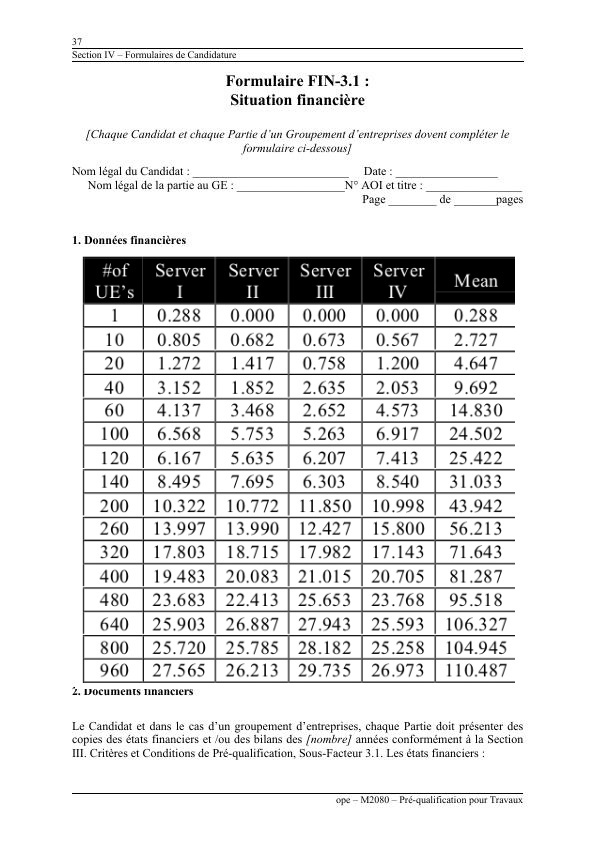 37
Section IV – Formulaires de Candidature
Formulaire FIN-3.1 :
Situation financière
[Chaque Candidat et chaque Partie d’un Groupement d’entreprises dovent compléter le
formulaire ci-dessous]
Nom légal du Candidat : __________________________ Date : _________________
Nom légal de la partie au GE : __________________N° AOI et titre : ________________
Page ________ de _______pages
1. Données financières
#of UE’s Server I Server II Server III Server IV Mean
1 0.288 0.000 0.000 0.000 0.288
10 0.805 0.682 0.673 0.567 2.727
20 1.272 1.417 0.758 1.200 4.647
40 3.152 1.852 2.635 2.053 9.692
60 4.137 3.468 2.652 4.573 14.830
100 6.568 5.753 5.263 6.917 24.502
120 6.167 5.635 6.207 7.413 25.422
140 8.495 7.695 6.303 8.540 31.033
200 10.322 10.772 11.850 10.998 43.942
260 13.997 13.990 12.427 15.800 56.213
320 17.803 18.715 17.982 17.143 71.643
400 19.483 20.083 21.015 20.705 81.287
480 23.683 22.413 25.653 23.768 95.518
640 25.903 26.887 27.943 25.593 106.327
800 25.720 25.785 28.182 25.258 104.945
960 27.565 26.213 29.735 26.973 110.487
2. Documents financiers
Le Candidat et dans le cas d’un groupement d’entreprises, chaque Partie doit présenter des
copies des états financiers et /ou des bilans des [nombre] années conformément à la Section
III. Critères et Conditions de Pré-qualification, Sous-Facteur 3.1. Les états financiers :
ope – M2080 – Pré-qualification pour Travaux